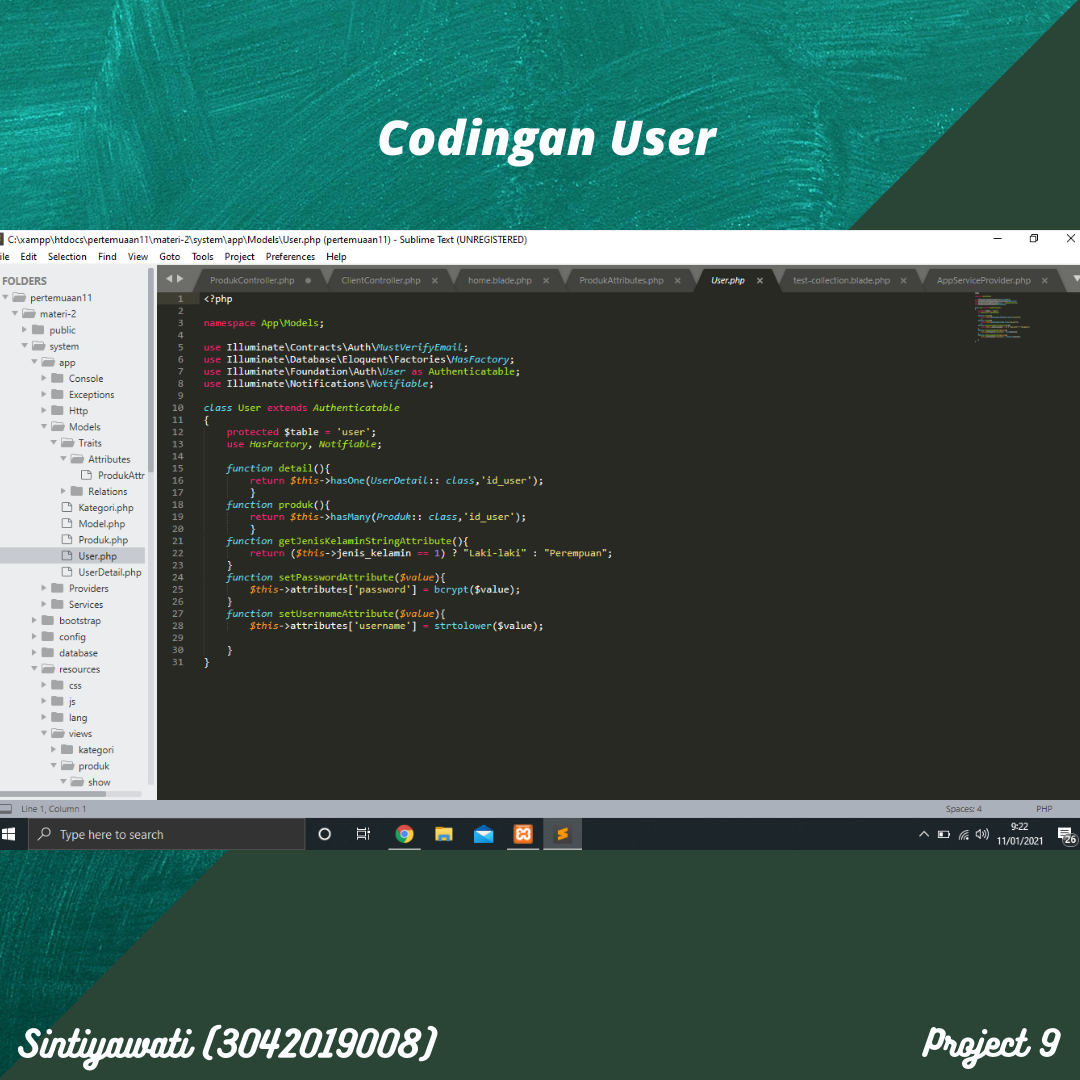 Codingan User
C:\xampp\htdocs\pertemuaan11\materi-2\system\app\Models\User.php (pertemuaan11) - Sublime Text (UNREGISTERED)
ile Edit Selection Find View Goto Tools Project Preferences Help
FOLDERS
pertemuaan11
materi-2
public
system
app
Console
Exceptions
Http
Models
Traits
Attributes
ProdukAttr
Relations
Kategori.php
Model.php
Produk.php
User.php
UserDetail.php
Providers
Services
bootstrap
config
database
resources
css
js
lang
views
kategori
produk
show
ProdukController.php ClientController.php home.blade.php ProdukAttributes.php User.php test-collection.blade.php AppServiceProvider.php
1 <?php
2
3 namespace App\Models;
4
5 use Illuminate\Contracts\Auth\MustVerifyEmail;
6 use Illuminate\Database\Eloquent\Factories\HasFactory;
7 use Illuminate\Foundation\Auth\User as Authenticatable;
8 use Illuminate\Notifications\Notifiable;
9
10 class User extends Authenticatable
11 {
12 protected $table = 'user';
13 use HasFactory, Notifiable;
14
15 function detail(){
16 return $this->hasOne(UserDetail:: class,'id_user');
17 }
18 function produk(){
19 return $this->hasMany(Produk:: class,'id_user');
20 }
21 function getJenisKelaminStringAttribute(){
22 return ($this->jenis_kelamin == 1) ? "Laki-laki" : "Perempuan";
23 }
24 function setPasswordAttribute($value){
25 $this->attributes['password'] = bcrypt($value);
26 }
27 function setUsernameAttribute($value){
28 $this->attributes['username'] = strtolower($value);
29
30 }
31 }
Line 1, Column 1 Spaces: 4 PHP
Type here to search
9:22
11/01/2021
26
Sintiyawati (3042019008) Project 9